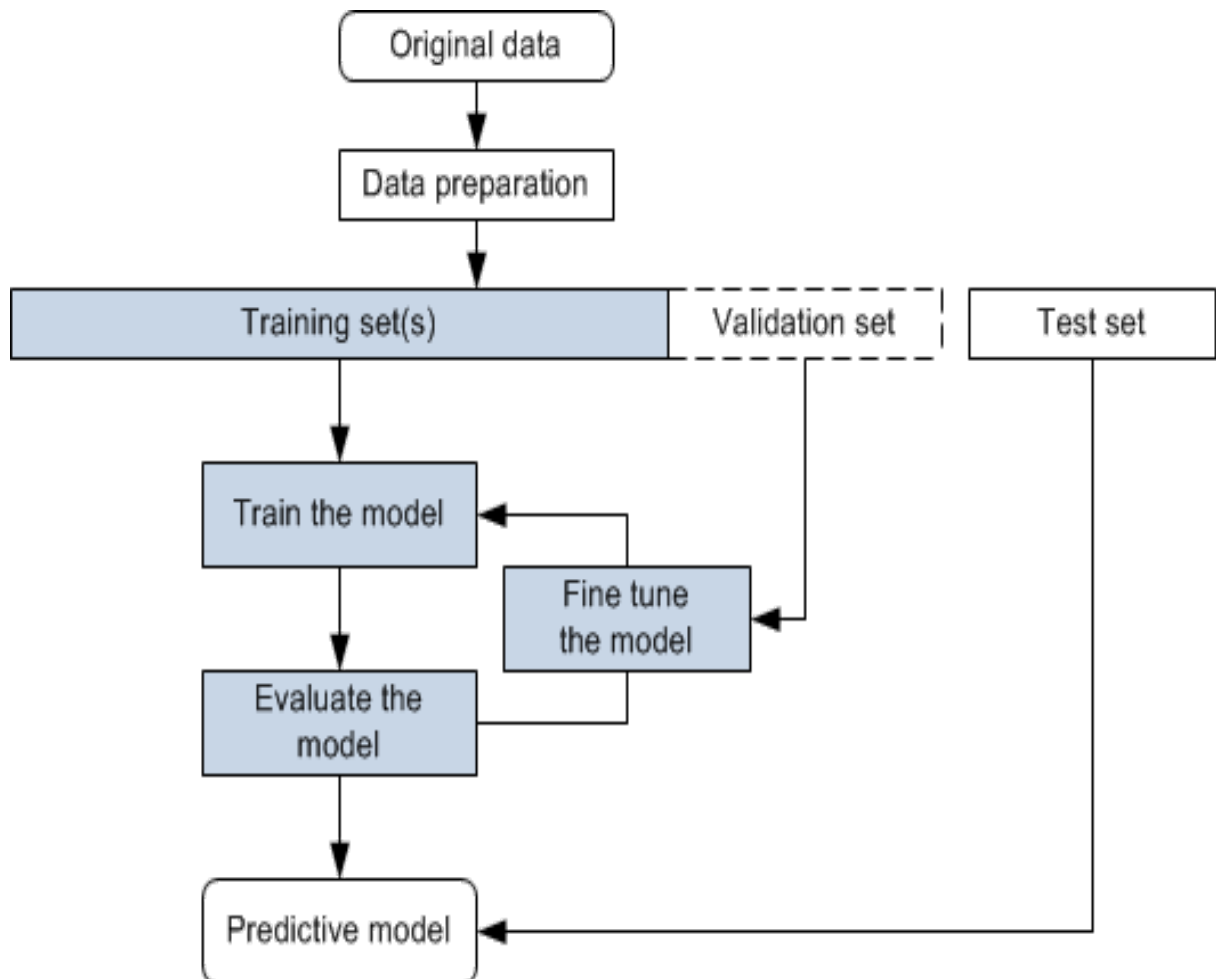 Original data
Data preparation
Training set(s)
Validation set
Test set
Train the model
Fine tune
the model
Evaluate the
model
Predictive model